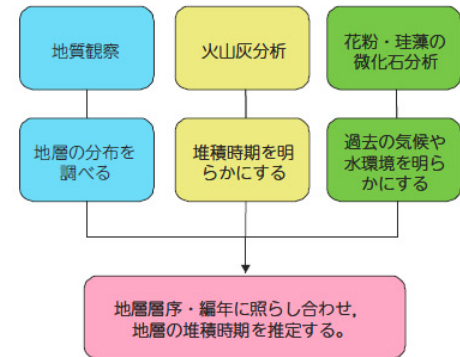 地質観察
火山灰分析
花粉・珪藻の
微化石分析
地層の分布を
調べる
堆積時期を明
らかにする
過去の気候や
水環境を明ら
かにする
地層層序・編年に照らし合わせ，
地層の堆積時期を推定する。